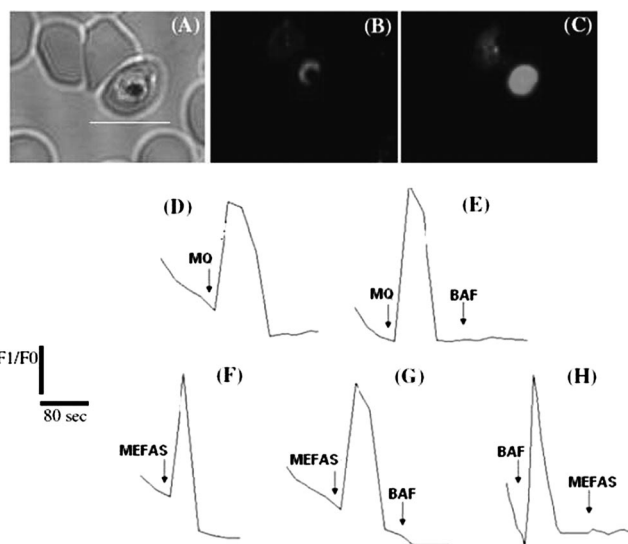 (A) (B) (C)
(D) (E)
MQ MQ BAF
F1/F0
80 sec
(F) (G) (H)
MEFAS MEFAS BAF BAF MEFAS